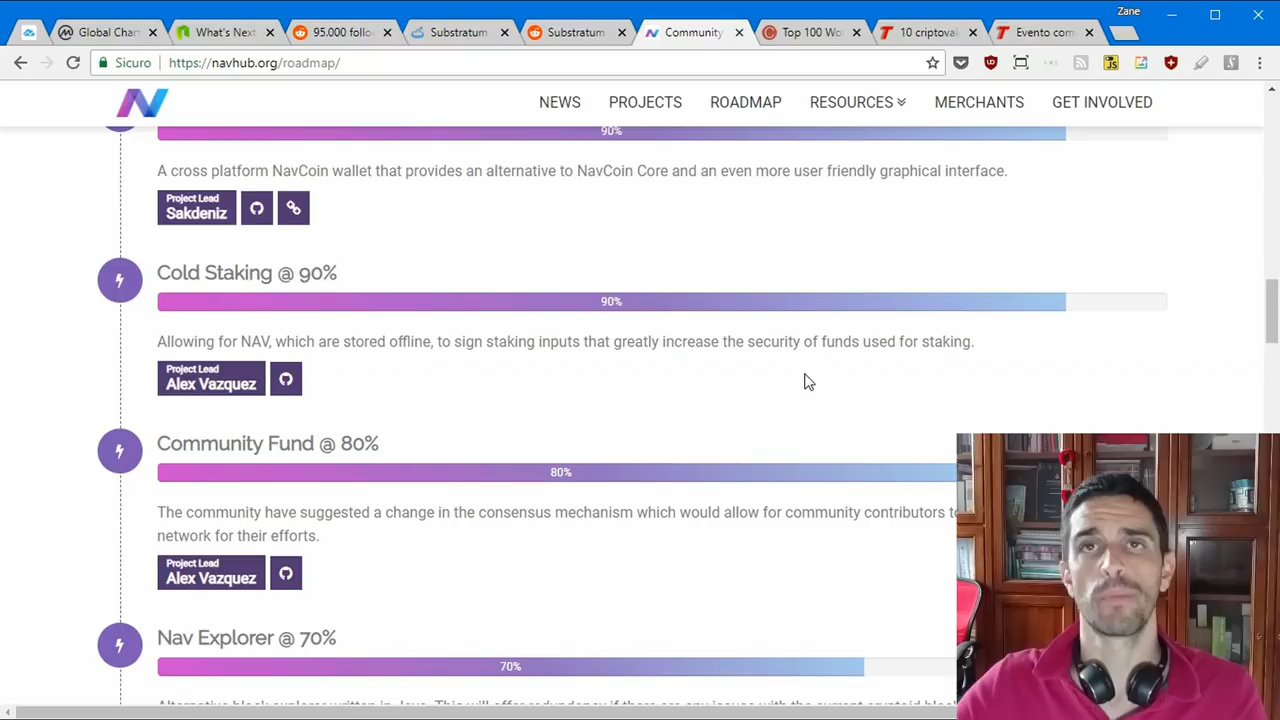 Zane
Global Char
What's Next
95.000 follo
Substratum
Substratum
Community
Top 100 Wo
10 criptoval
Evento com
Sicuro
https://navhub.org/roadmap/
NEWS
PROJECTS
ROADMAP
RESOURCES
MERCHANTS
GET INVOLVED
90%
A cross platform NavCoin wallet that provides an alternative to NavCoin Core and an even more user friendly graphical interface.
Project Lead
Sakdeniz
Cold Staking @ 90%
90%
Allowing for NAV, which are stored offline, to sign staking inputs that greatly increase the security of funds used for staking.
Project Lead
Alex Vazquez
Community Fund @ 80%
80%
The community have suggested a change in the consensus mechanism which would allow for community contributors
network for their efforts.
Project Lead
Alex Vazquez
Nav Explorer @ 70%
70%